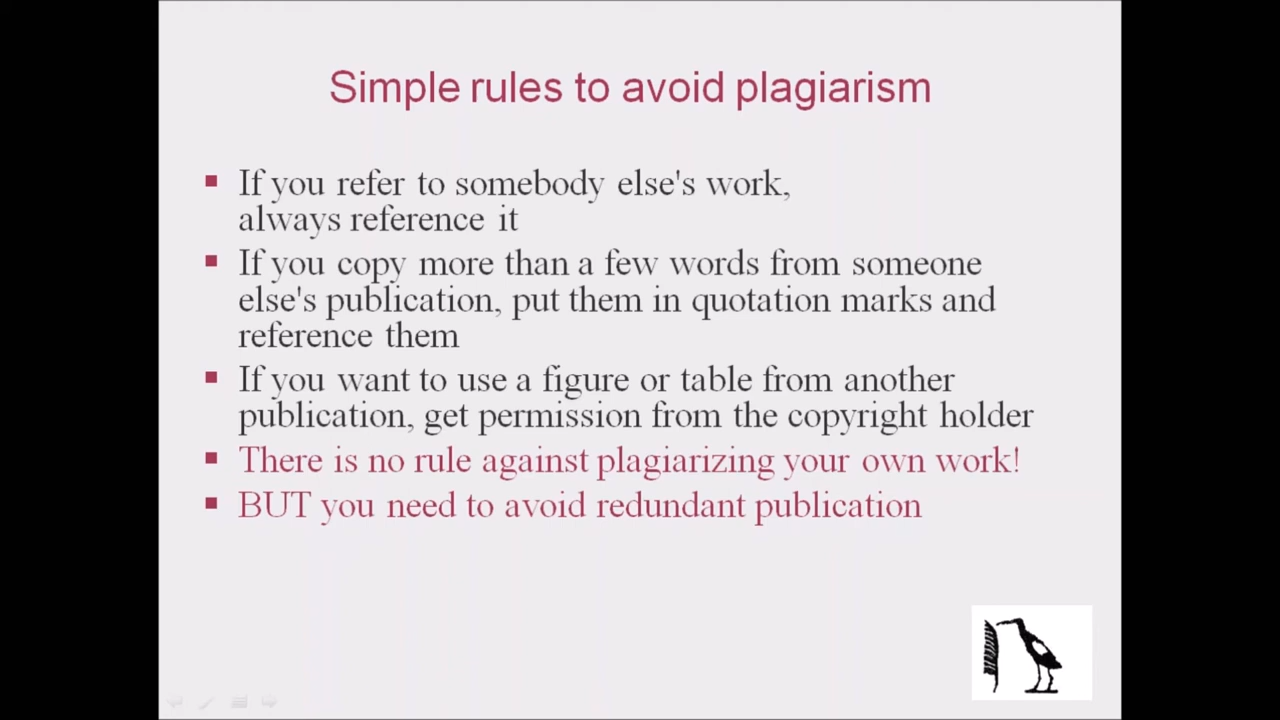 Simple rules to avoid plagiarism
If you refer to somebody else's work,
always reference it
If you copy more than a few words from someone
else's publication, put them in quotation marks and
reference them
If you want to use a figure or table from another
publication, get permission from the copyright holder
There is no rule against plagiarizing your own work!
BUT you need to avoid redundant publication